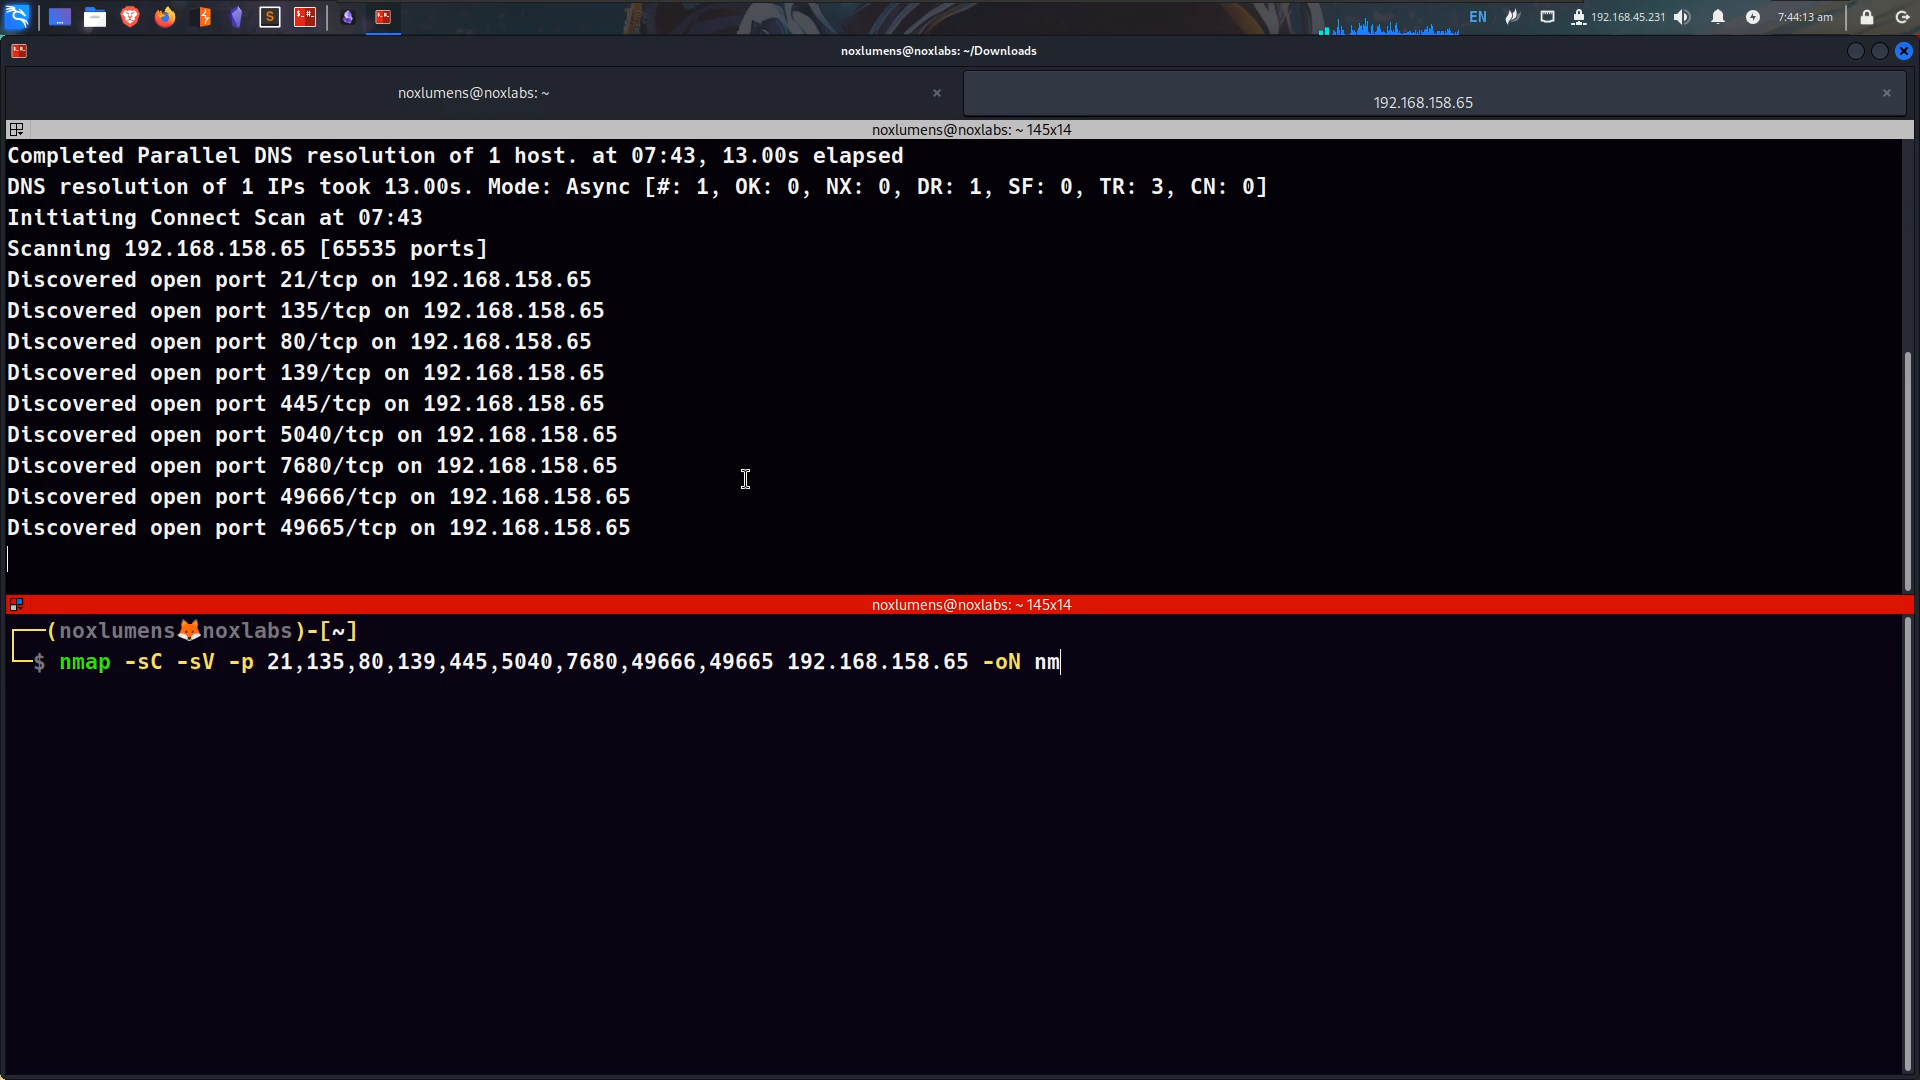 EN
192.168.45.231
7:44:13 am
noxlumens@noxlabs: ~/Downloads
noxlumens@noxlabs: ~
192.168.158.65
noxlumens@noxlabs: ~ 145x14
Completed Parallel DNS resolution of 1 host. at 07:43, 13.00s elapsed
DNS resolution of 1 IPs took 13.00s. Mode: Async [#: 1, OK: 0, NX: 0, DR: 1, SF: 0, TR: 3, CN: 0]
Initiating Connect Scan at 07:43
Scanning 192.168.158.65 [65535 ports]
Discovered open port 21/tcp on 192.168.158.65
Discovered open port 135/tcp on 192.168.158.65
Discovered open port 80/tcp on 192.168.158.65
Discovered open port 139/tcp on 192.168.158.65
Discovered open port 445/tcp on 192.168.158.65
Discovered open port 5040/tcp on 192.168.158.65
Discovered open port 7680/tcp on 192.168.158.65
Discovered open port 49666/tcp on 192.168.158.65
Discovered open port 49665/tcp on 192.168.158.65
noxlumens@noxlabs: ~ 145x14
┌──(noxlumens🦊noxlabs)-[~]
└─$ nmap -sC -sV -p 21,135,80,139,445,5040,7680,49666,49665 192.168.158.65 -oN nm